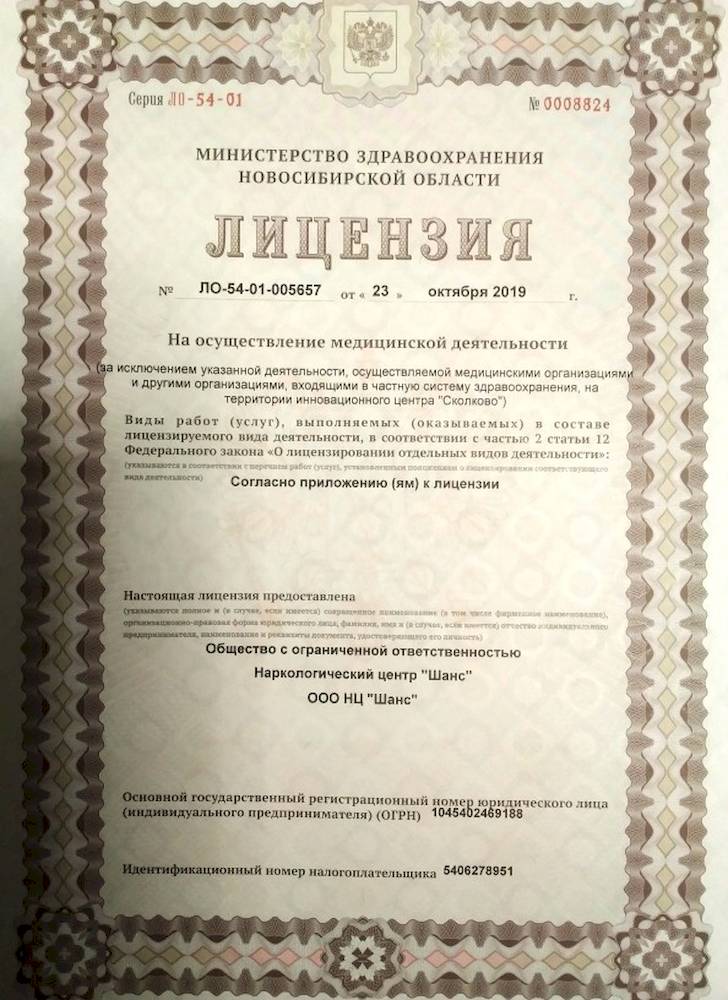 Серия ЛО-54-01
№ 0008824
МИНИСТЕРСТВО ЗДРАВООХРАНЕНИЯ
НОВОСИБИРСКОЙ ОБЛАСТИ
ЛИЦЕНЗИЯ
№ ЛО-54-01-005657 от « 23 » октября 2019 г.
На осуществление медицинской деятельности
(за исключением указанной деятельности, осуществляемой медицинскими организациями
и другими организациями, входящими в частную систему здравоохранения, на
территории инновационного центра "Сколково")
Виды работ (услуг), выполняемых (оказываемых) в составе
лицензируемого вида деятельности, в соответствии с частью 2 статьи 12
Федерального закона «О лицензировании отдельных видов деятельности»:
(указываются в соответствии с перечнем работ (услуг), установленным положением о лицензировании соответствующего
вида деятельности)
Согласно приложению (ям) к лицензии
Настоящая лицензия предоставлена
(указываются полное и (в случае, если имеется) сокращенное наименование (в том числе фирменное наименование),
организационно-правовая форма юридического лица, фамилия, имя и (в случае, если имеется) отчество индивидуального
предпринимателя, наименование и реквизиты документа, удостоверяющего его личность)
Общество с ограниченной ответственностью
Наркологический центр "Шанс"
ООО НЦ "Шанс"
Основной государственный регистрационный номер юридического лица
(индивидуального предпринимателя) (ОГРН) 1045402469188
Идентификационный номер налогоплательщика 5406278951